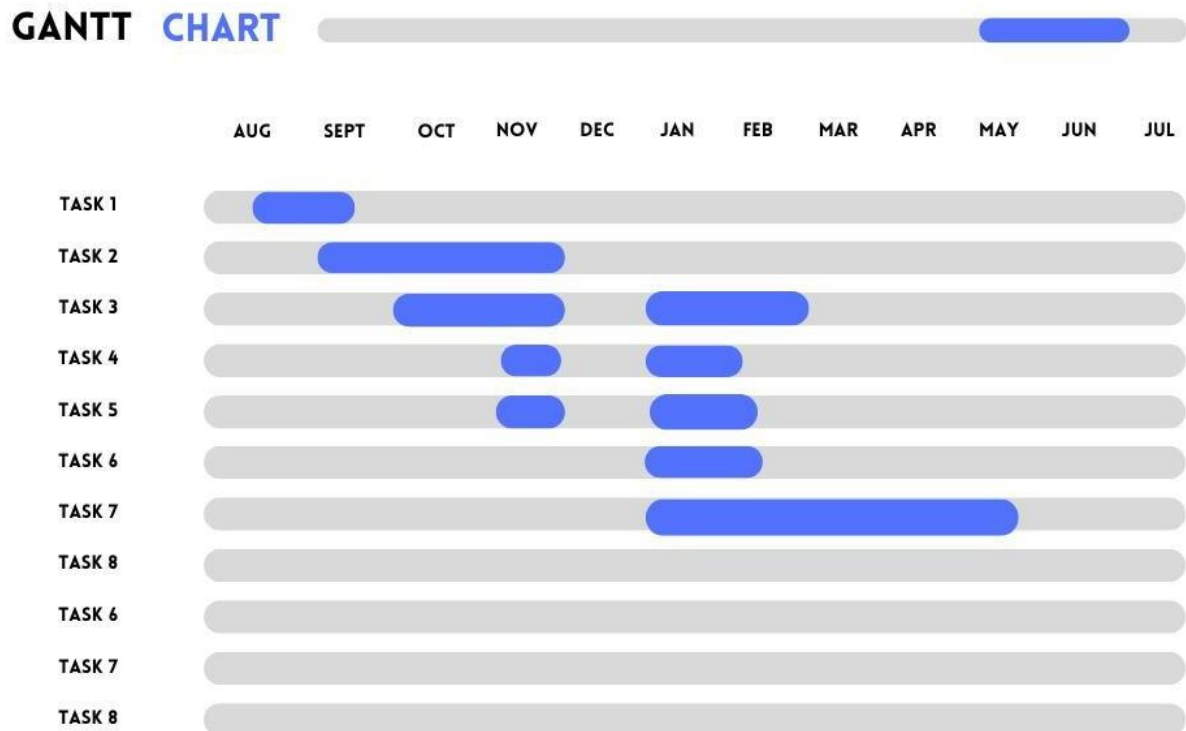 GANTT CHART
AUG SEPT OCT NOV DEC JAN FEB MAR APR MAY JUN JUL
TASK 1
TASK 2
TASK 3
TASK 4
TASK 5
TASK 6
TASK 7
TASK 8
TASK 6
TASK 7
TASK 8